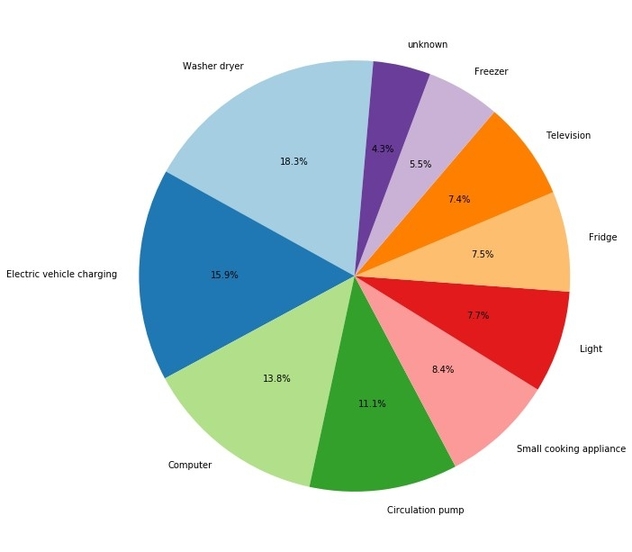 unknown
Washer dryer
Freezer
Television
4.3%
18.3%
5.5%
7.4%
Fridge
7.5%
Electric vehicle charging
15.9%
7.7%
Light
8.4%
13.8%
11.1%
Small cooking appliance
Computer
Circulation pump